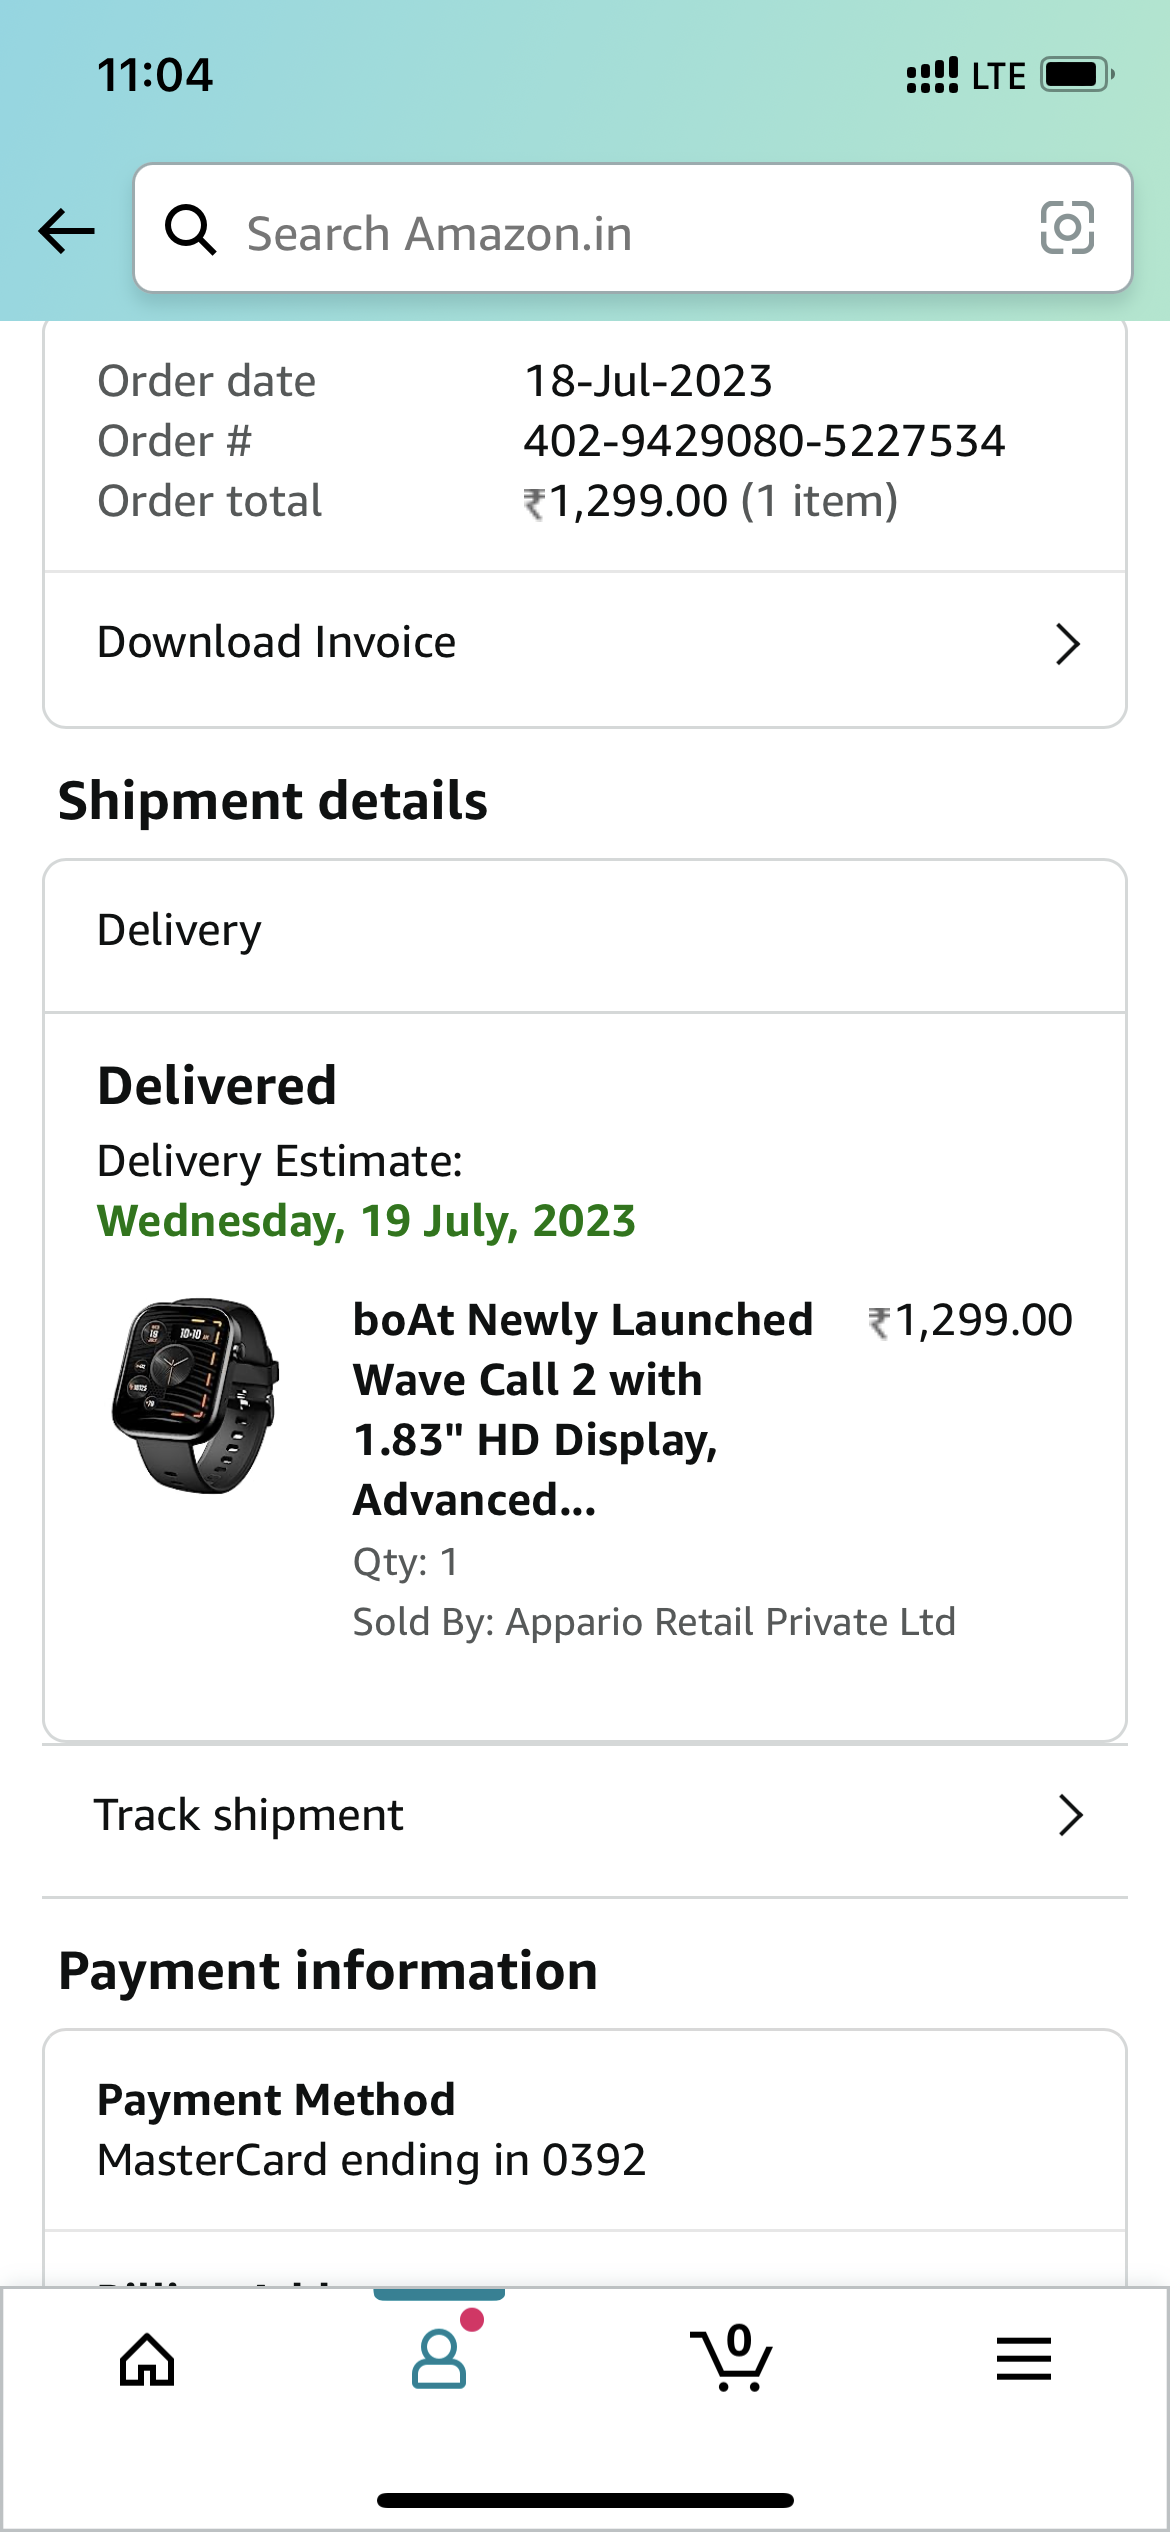 11:04
LTE
Search Amazon.in
Order date 18-Jul-2023
Order # 402-9429080-5227534
Order total ₹1,299.00 (1 item)
Download Invoice
Shipment details
Delivery
Delivered
Delivery Estimate:
Wednesday, 19 July, 2023
boAt Newly Launched ₹1,299.00
Wave Call 2 with
1.83" HD Display,
Advanced...
Qty: 1
Sold By: Appario Retail Private Ltd
Track shipment
Payment information
Payment Method
MasterCard ending in 0392
0